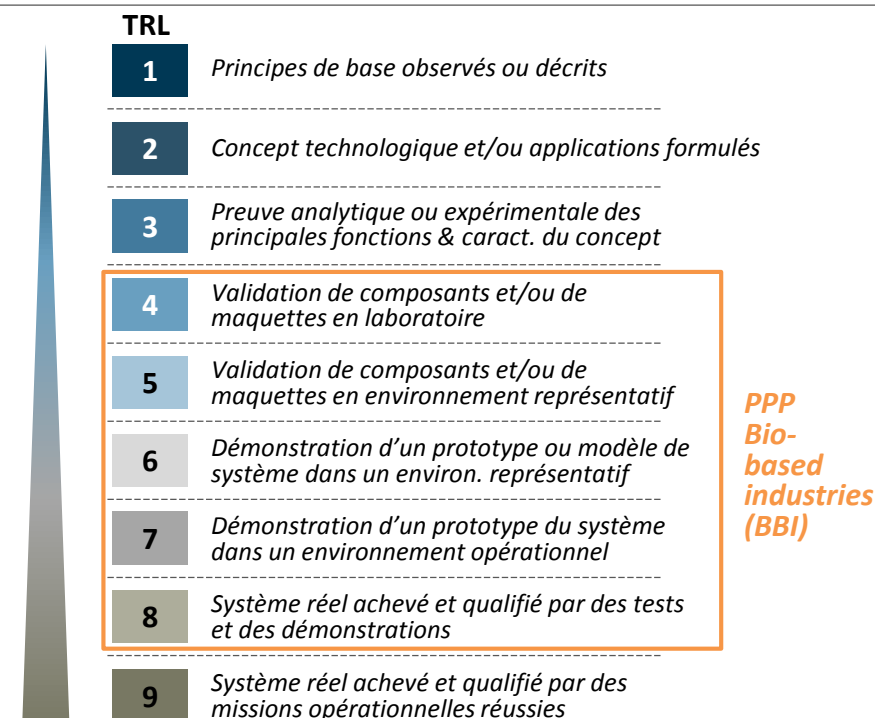 TRL
1
Principes de base observés ou décrits
2
Concept technologique et/ou applications formulés
3
Preuve analytique ou expérimentale des
principales fonctions & caract. du concept
4
Validation de composants et/ou de
maquettes en laboratoire
5
Validation de composants et/ou de
maquettes en environnement représentatif
6
Démonstration d’un prototype ou modèle de
système dans un environ. représentatif
7
Démonstration d’un prototype du système
dans un environnement opérationnel
8
Système réel achevé et qualifié par des tests
et des démonstrations
9
Système réel achevé et qualifié par des
missions opérationnelles réussies
PPP
Bio-
based
industries
(BBI)